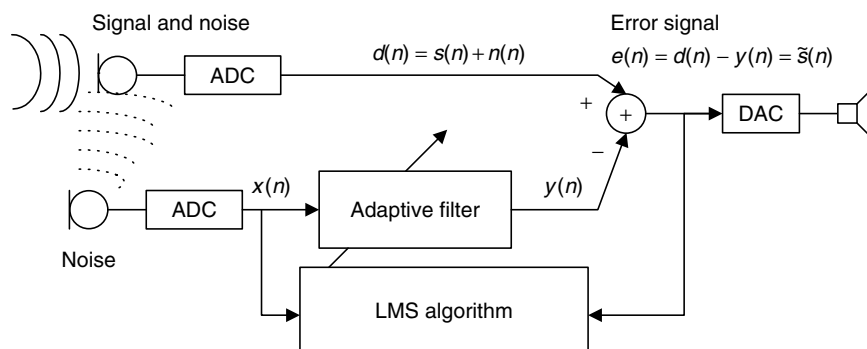 Signal and noise
Error signal
ADC
d(n) = s(n) + n(n)
e(n) = d(n) − y(n) = s̃(n)
+
+
DAC
−
ADC
x(n)
Adaptive filter
y(n)
Noise
LMS algorithm